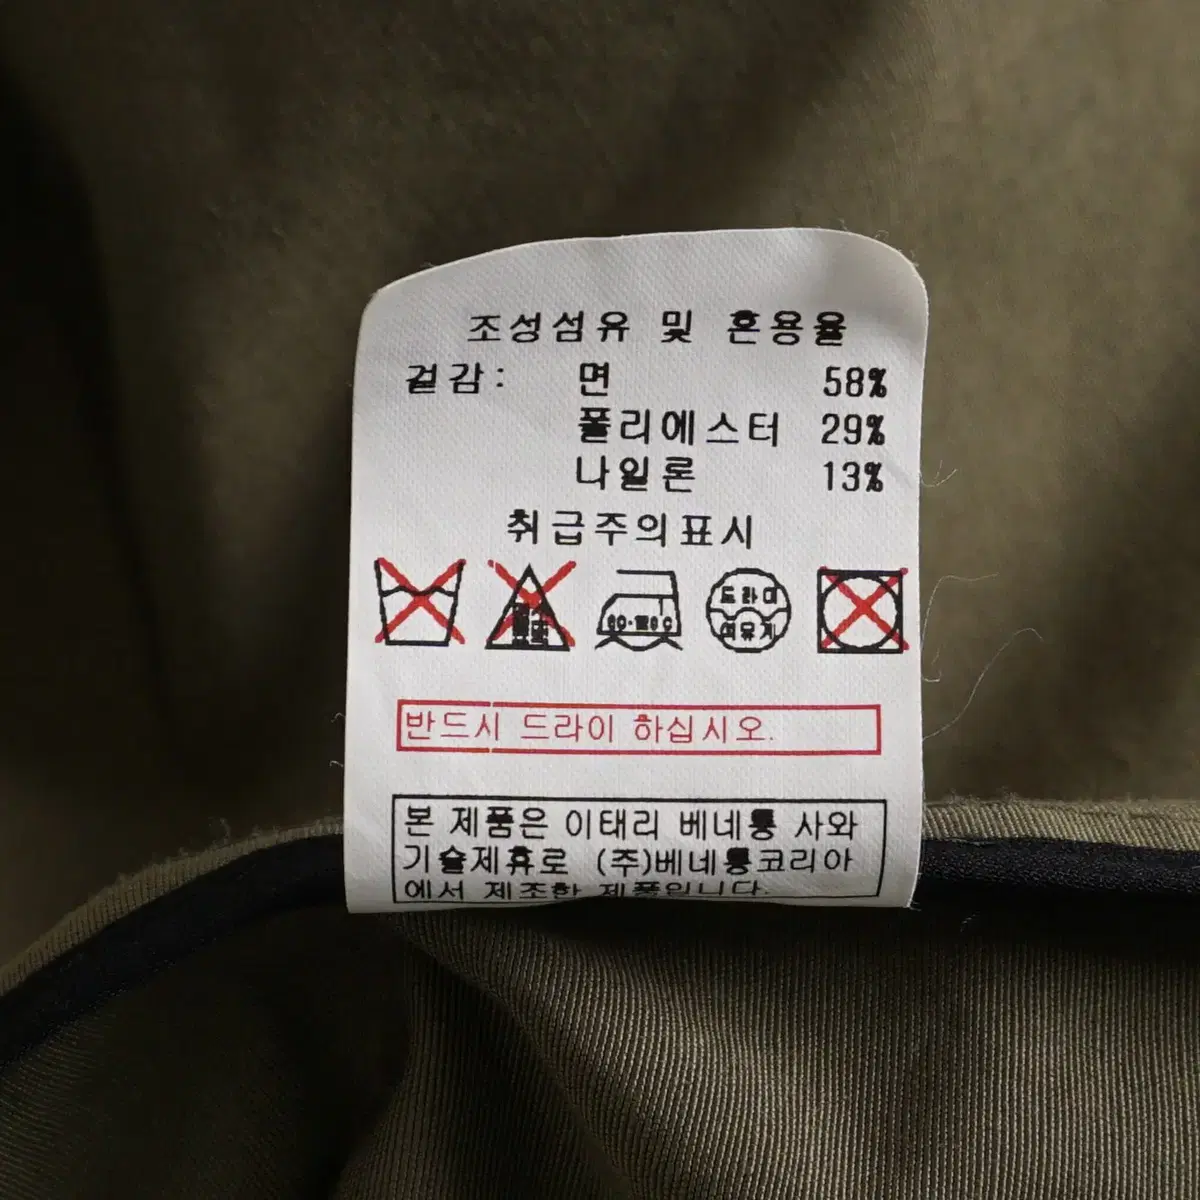 조성섬유 및 혼용율
겉감: 면 58%
폴리에스터 29%
나일론 13%
취급주의표시
드라이
반드시 드라이 하십시오.
본 제품은 이태리 베네통 사와
기술제휴로 (주)베네통코리아
에서 제조한 제품입니다.